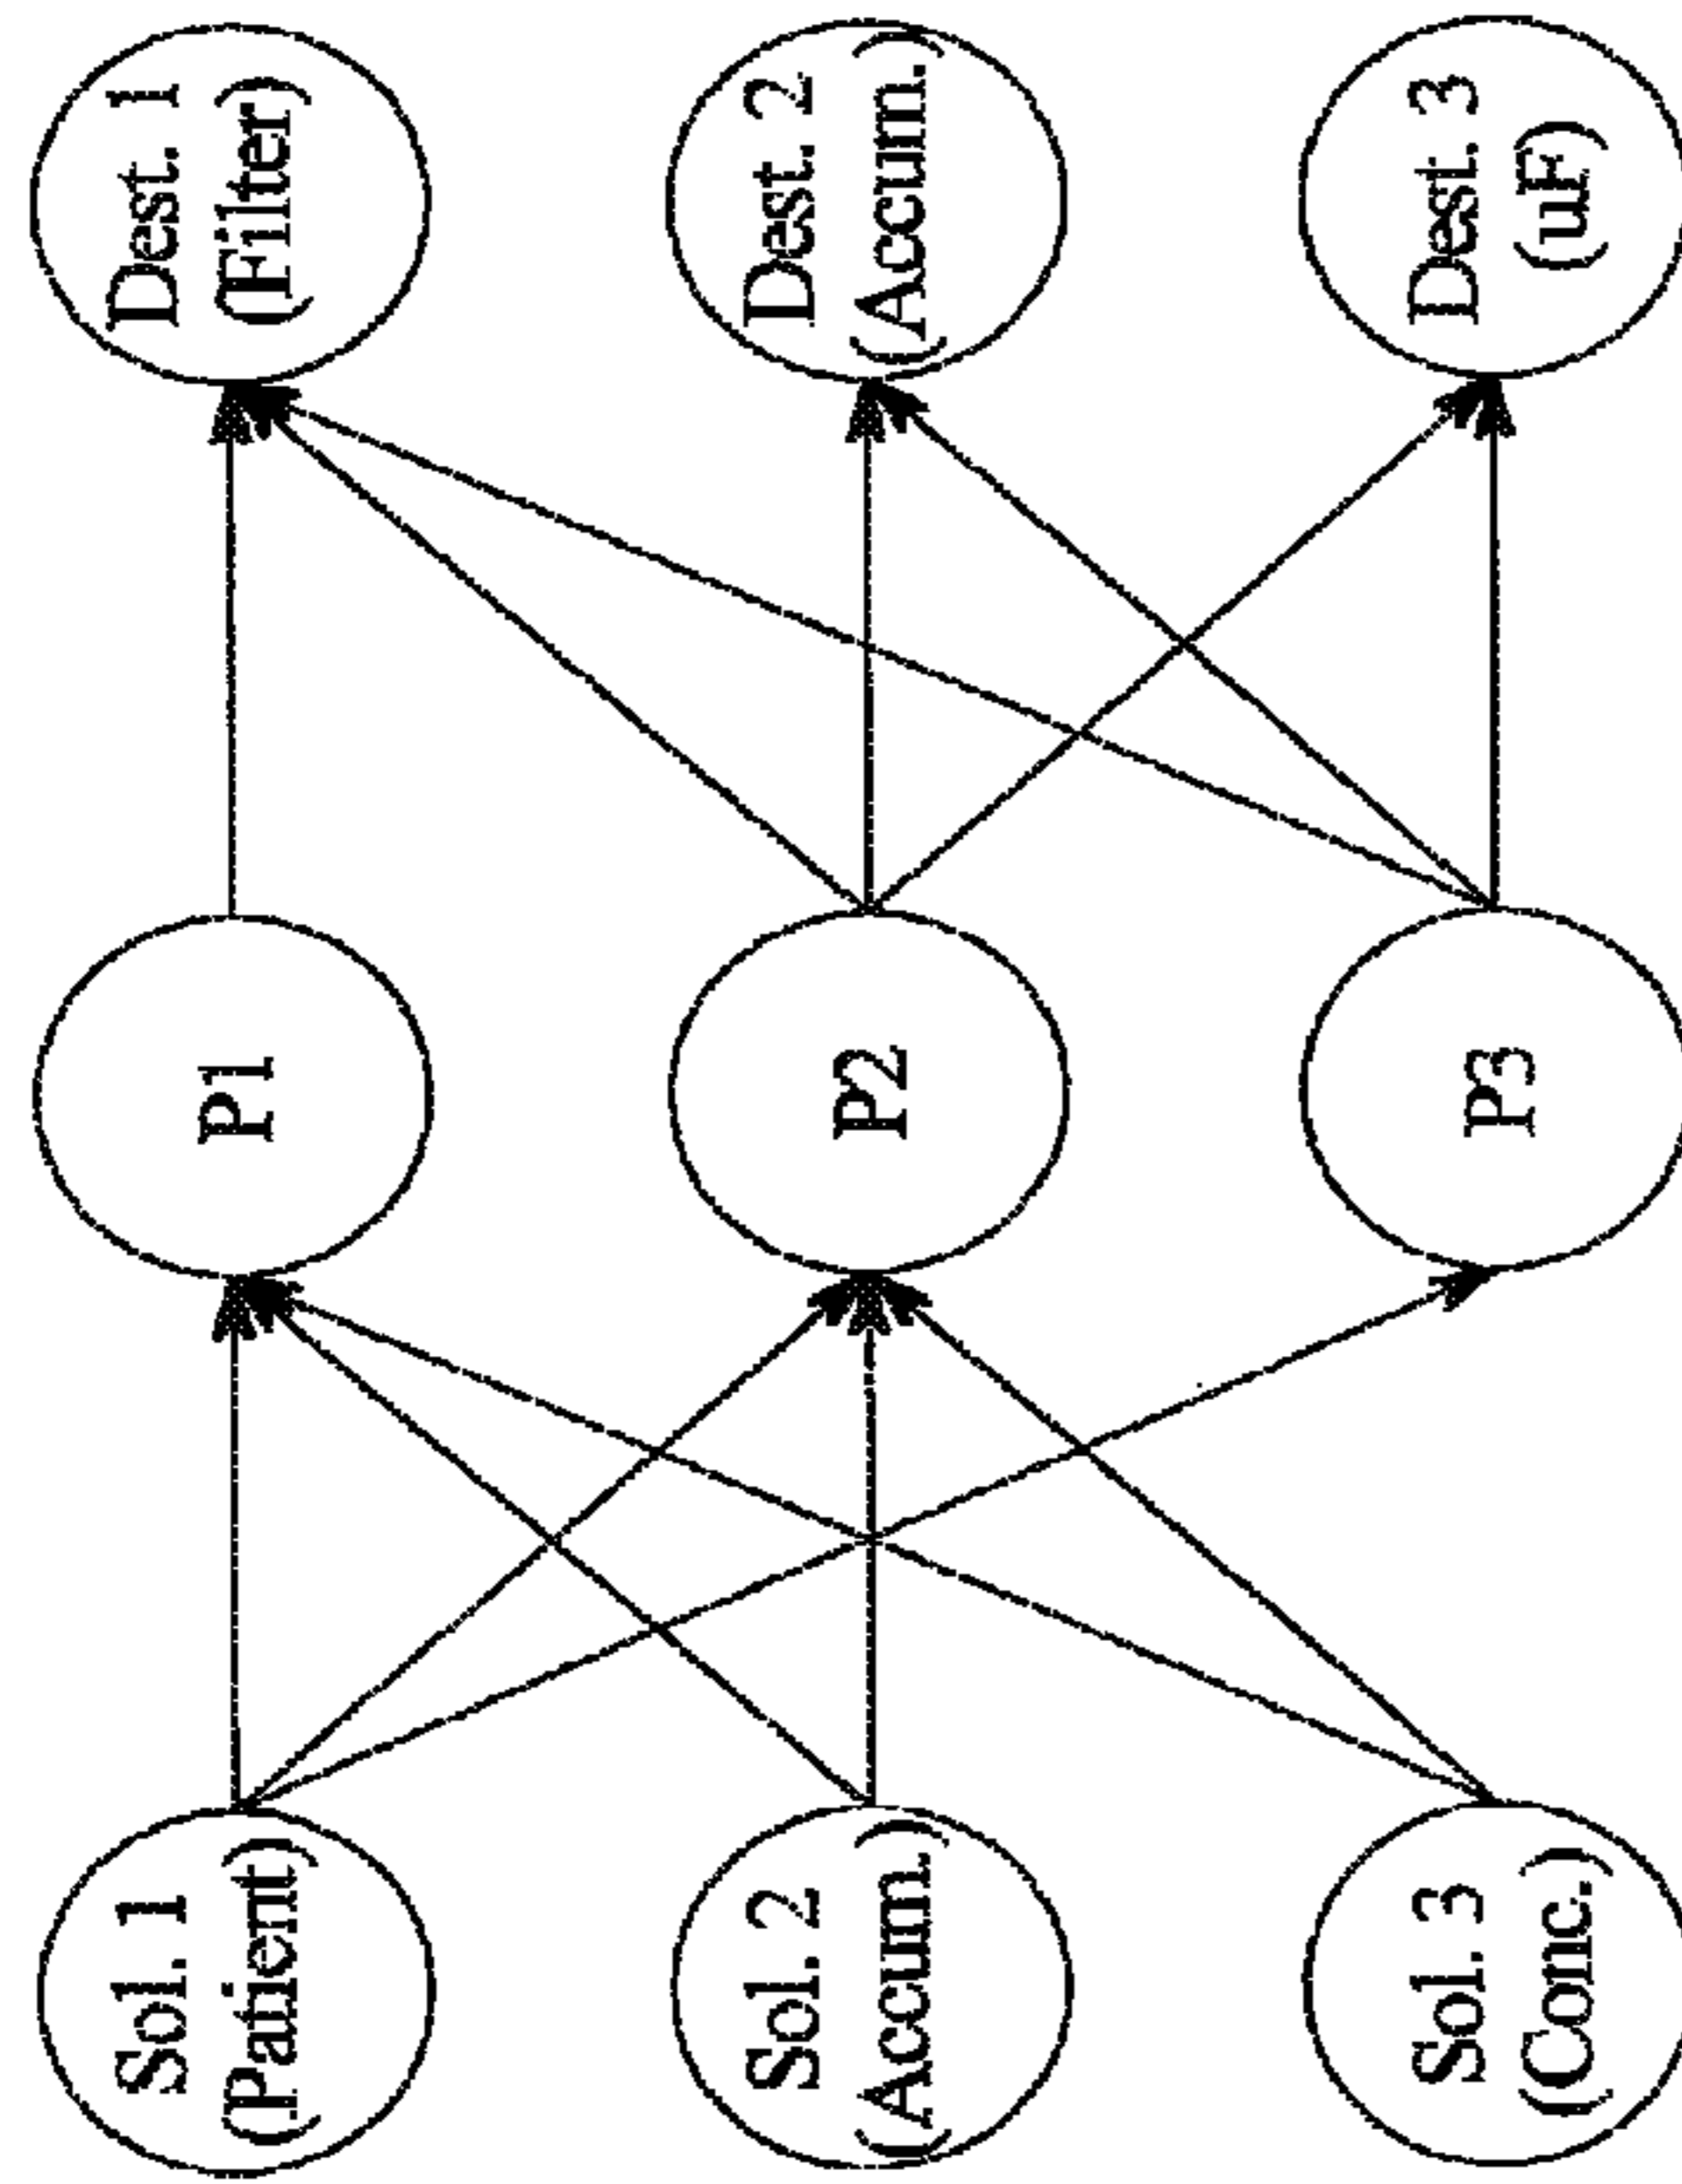 Sol. 1
(Patient)
P1
Dest. 1
(Filter)
Sol. 2
(Accum.)
P2
Dest. 2
(Accum.)
Sol. 3
(Conc.)
P3
Dest. 3
(uF)